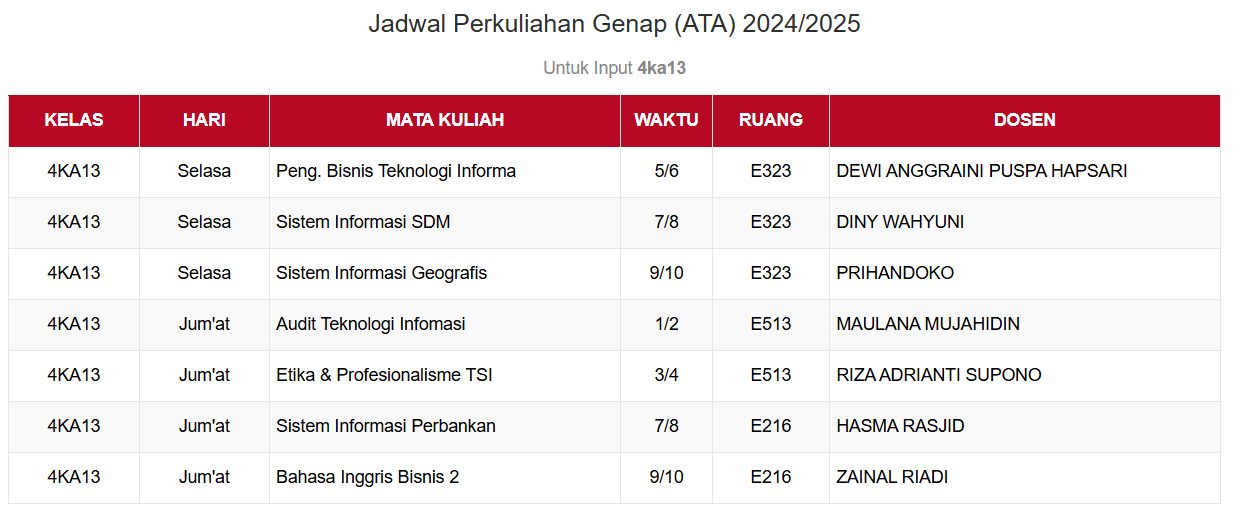 Jadwal Perkuliahan Genap (ATA) 2024/2025
Untuk Input 4ka13
KELAS HARI MATA KULIAH WAKTU RUANG DOSEN
4KA13 Selasa Peng. Bisnis Teknologi Informa 5/6 E323 DEWI ANGGRAINI PUSPA HAPSARI
4KA13 Selasa Sistem Informasi SDM 7/8 E323 DINY WAHYUNI
4KA13 Selasa Sistem Informasi Geografis 9/10 E323 PRIHANDOKO
4KA13 Jum'at Audit Teknologi Infomasi 1/2 E513 MAULANA MUJAHIDIN
4KA13 Jum'at Etika & Profesionalisme TSI 3/4 E513 RIZA ADRIANTI SUPONO
4KA13 Jum'at Sistem Informasi Perbankan 7/8 E216 HASMA RASJID
4KA13 Jum'at Bahasa Inggris Bisnis 2 9/10 E216 ZAINAL RIADI